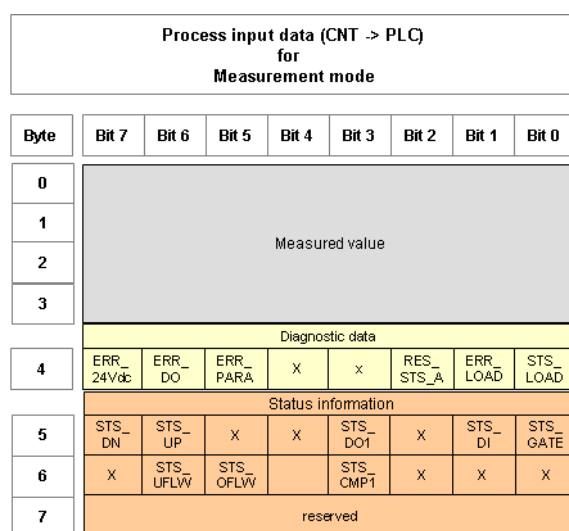 Process input data (CNT -> PLC)
for
Measurement mode
Byte Bit 7 Bit 6 Bit 5 Bit 4 Bit 3 Bit 2 Bit 1 Bit 0
0
1
Measured value
2
3
Diagnostic data
4 ERR_ ERR_ ERR_ X x RES_ ERR_ STS_
24Vdc DO PARA STS_A LOAD LOAD
Status information
5 STS_ STS_ X X STS_ X STS_ STS_
DN UP DO1 DI GATE
6 X STS_ STS_ STS_ X X X
UFLW OFLW CMP1
7 reserved